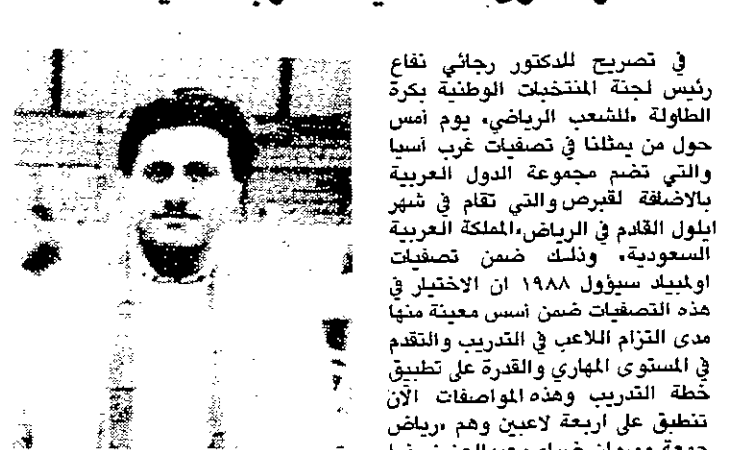 في تصريح للدكتور رجائي نفاع
رئيس لجنة المنتخبات الوطنية بكرة
الطاولة «للشعب الرياضي» يوم أمس
حول من يمثلنا في تصفيات غرب آسيا
والتي تضم مجموعة الدول العربية
بالاضافة لقبرص والتي تقام في شهر
ايلول القادم في الرياض «المملكة العربية
السعودية» وذلك ضمن تصفيات
اولمبياد سيؤول ١٩٨٨ ان الاختيار في
هذه التصفيات ضمن أسس معينة منها
مدى التزام اللاعب في التدريب والتقدم
في المستوى المهاري والقدرة على تطبيق
خطة التدريب وهذه المواصفات الآن
تنطبق على اربعة لاعبين وهم «رياض